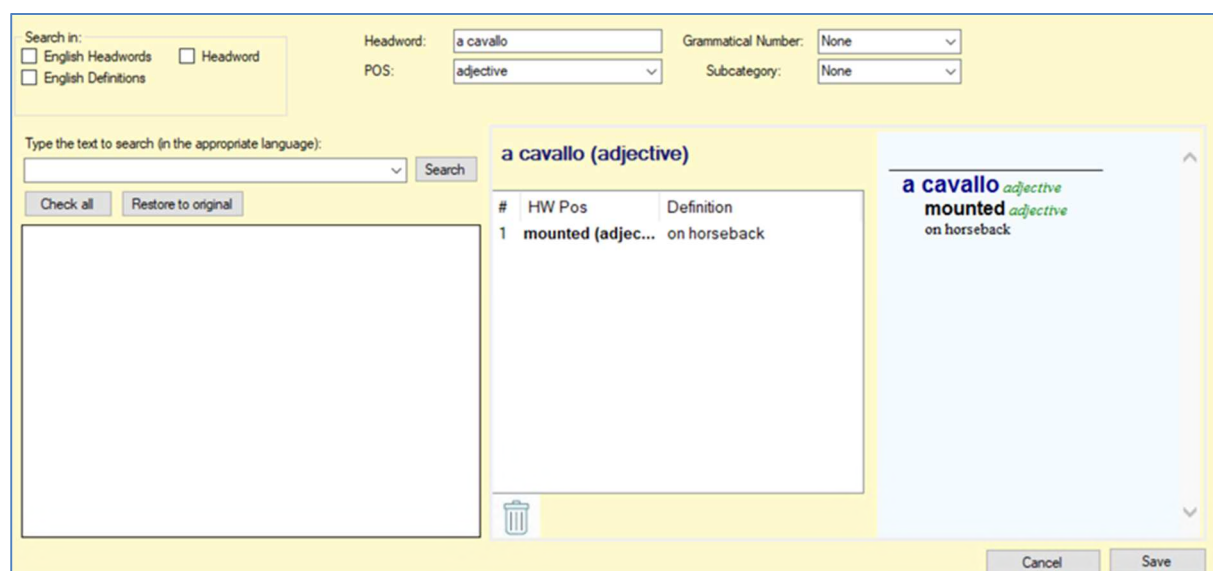 Search in:
English Headwords Headword
English Definitions
Headword: a cavallo Grammatical Number: None
POS: adjective Subcategory: None
Type the text to search (in the appropriate language):
Search
Check all Restore to original
a cavallo (adjective)
# HW Pos Definition
1 mounted (adjec... on horseback
a cavallo adjective
mounted adjective
on horseback
Cancel Save